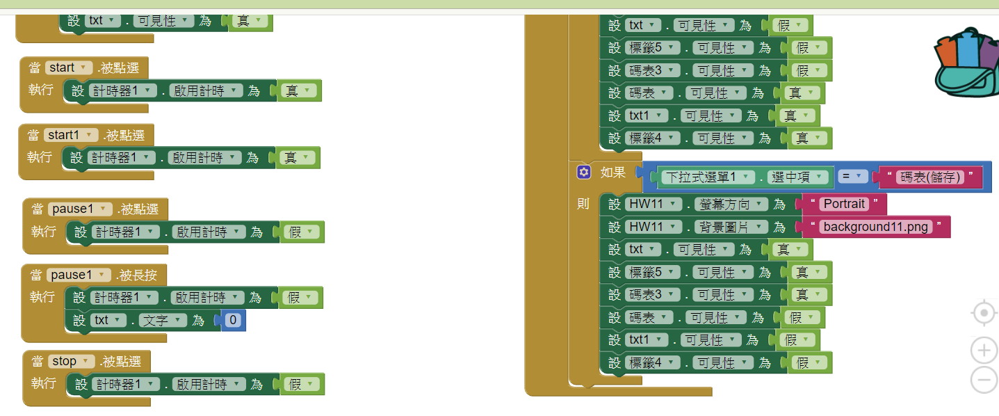 設 txt . 可見性 為 真
當 start .被點選
執行 設 計時器1 . 啟用計時 為 真
當 start1 .被點選
執行 設 計時器1 . 啟用計時 為 真
當 pause1 .被點選
執行 設 計時器1 . 啟用計時 為 假
當 pause1 .被長按
執行 設 計時器1 . 啟用計時 為 假
設 txt . 文字 為 0
當 stop .被點選
執行 設 計時器1 . 啟用計時 為 假
設 txt . 可見性 為 假
設 標籤5 . 可見性 為 假
設 碼表3 . 可見性 為 假
設 碼表 . 可見性 為 真
設 txt1 . 可見性 為 真
設 標籤4 . 可見性 為 真
如果 下拉式選單1 . 選中項 = “ 碼表(儲存) ”
則 設 HW11 . 螢幕方向 為 “ Portrait ”
設 HW11 . 背景圖片 為 “ background11.png ”
設 txt . 可見性 為 真
設 標籤5 . 可見性 為 真
設 碼表3 . 可見性 為 真
設 碼表 . 可見性 為 假
設 txt1 . 可見性 為 假
設 標籤4 . 可見性 為 假